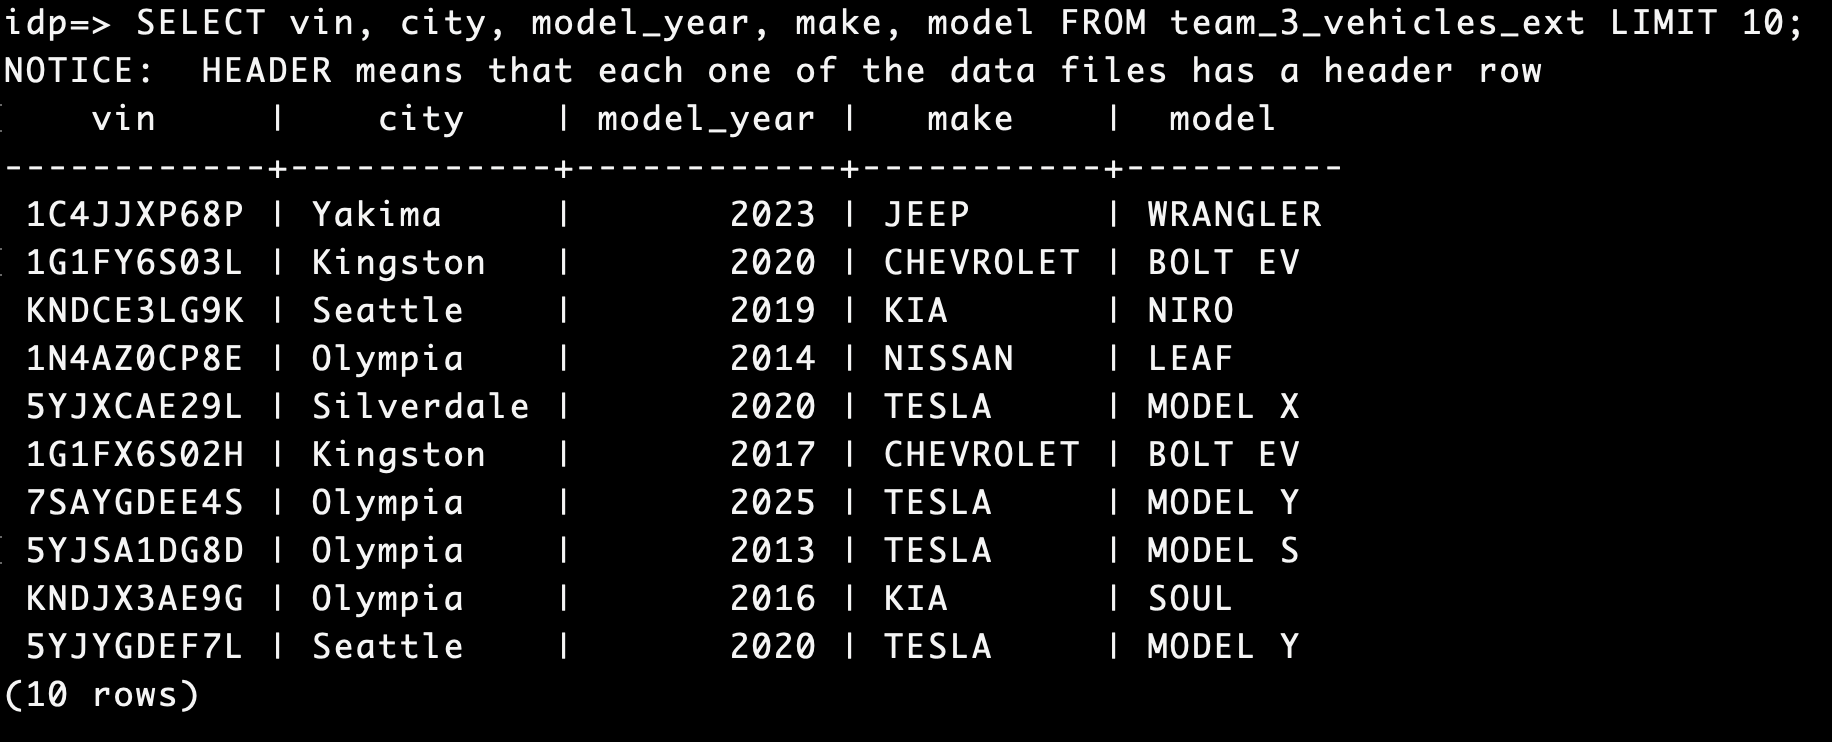 idp=> SELECT vin, city, model_year, make, model FROM team_3_vehicles_ext LIMIT 10;
NOTICE:  HEADER means that each one of the data files has a header row
    vin     |    city    | model_year |   make    |  model
------------+------------+------------+-----------+----------
 1C4JJXP68P | Yakima     |       2023 | JEEP      | WRANGLER
 1G1FY6S03L | Kingston   |       2020 | CHEVROLET | BOLT EV
 KNDCE3LG9K | Seattle    |       2019 | KIA       | NIRO
 1N4AZ0CP8E | Olympia    |       2014 | NISSAN    | LEAF
 5YJXCAE29L | Silverdale |       2020 | TESLA     | MODEL X
 1G1FX6S02H | Kingston   |       2017 | CHEVROLET | BOLT EV
 7SAYGDEE4S | Olympia    |       2025 | TESLA     | MODEL Y
 5YJSA1DG8D | Olympia    |       2013 | TESLA     | MODEL S
 KNDJX3AE9G | Olympia    |       2016 | KIA       | SOUL
 5YJYGDEF7L | Seattle    |       2020 | TESLA     | MODEL Y
(10 rows)